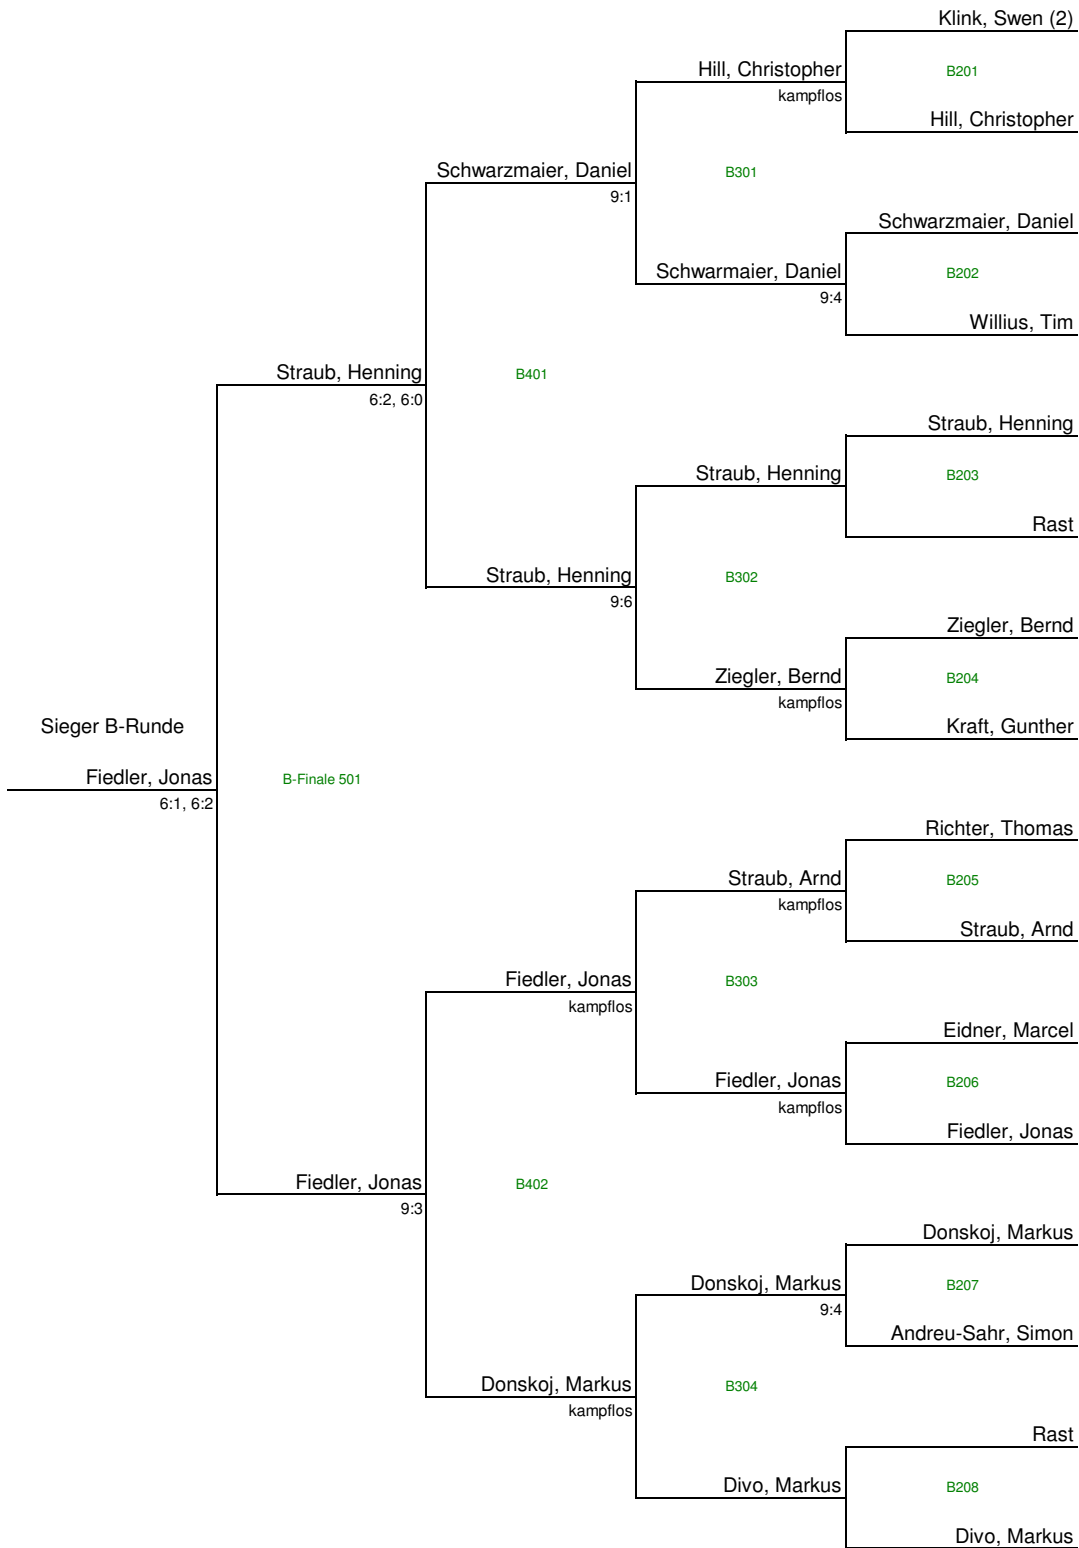 Klink, Swen (2)
Hill, Christopher
B201
kampflos
Hill, Christopher
Schwarzmaier, Daniel
B301
9:1
Schwarzmaier, Daniel
Schwarmaier, Daniel
B202
9:4
Willius, Tim
Straub, Henning
B401
6:2, 6:0
Straub, Henning
Straub, Henning
B203
Rast
Straub, Henning
B302
9:6
Ziegler, Bernd
Ziegler, Bernd
B204
kampflos
Kraft, Gunther
Sieger B-Runde
Fiedler, Jonas
B-Finale 501
6:1, 6:2
Richter, Thomas
Straub, Arnd
B205
kampflos
Straub, Arnd
Fiedler, Jonas
B303
kampflos
Eidner, Marcel
Fiedler, Jonas
B206
kampflos
Fiedler, Jonas
Fiedler, Jonas
B402
9:3
Donskoj, Markus
Donskoj, Markus
B207
9:4
Andreu-Sahr, Simon
Donskoj, Markus
B304
kampflos
Rast
Divo, Markus
B208
Divo, Markus